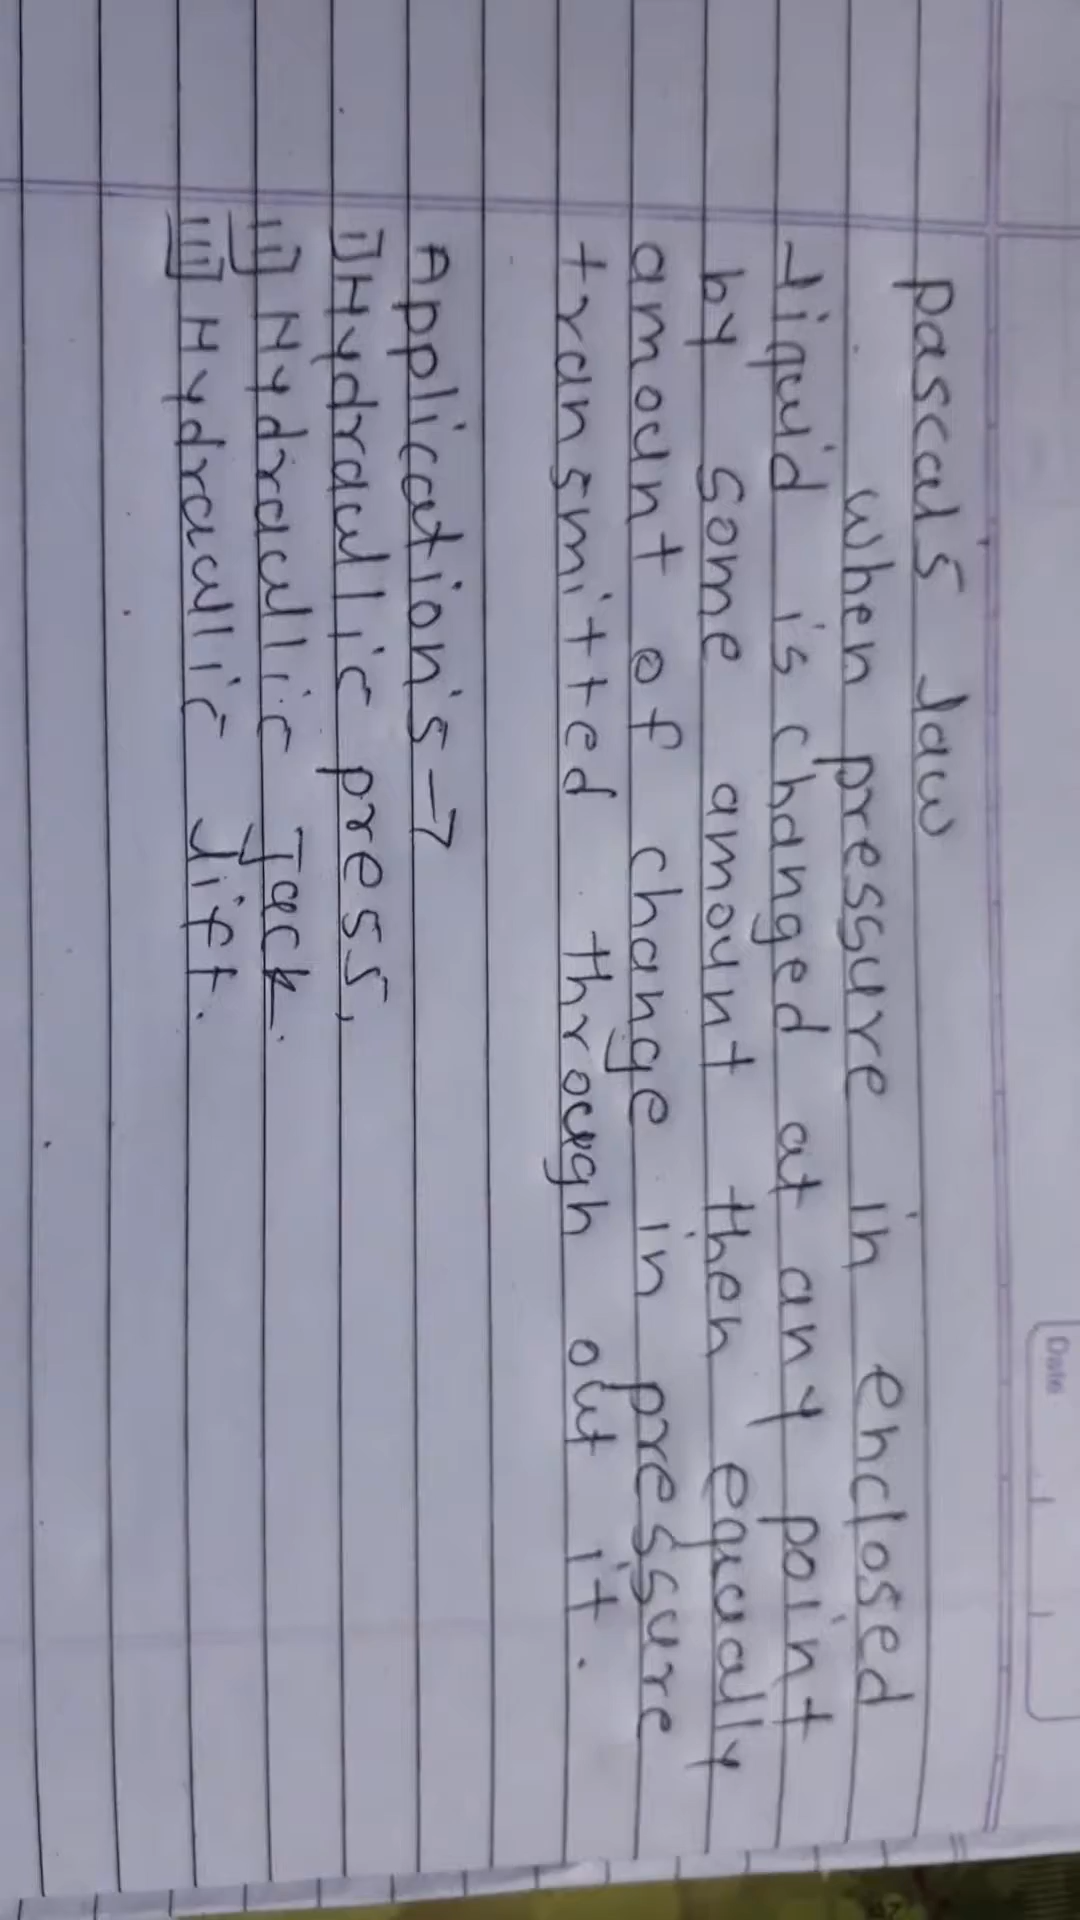 Date
pascal's law
when pressure in enclosed
liquid is changed at any point
by some amount then equally
amount of change in pressure
transmitted through out it.
Application's →
i] Hydraullic press,
ii] Hydraullic Jack.
iii] Hydraullic lift.